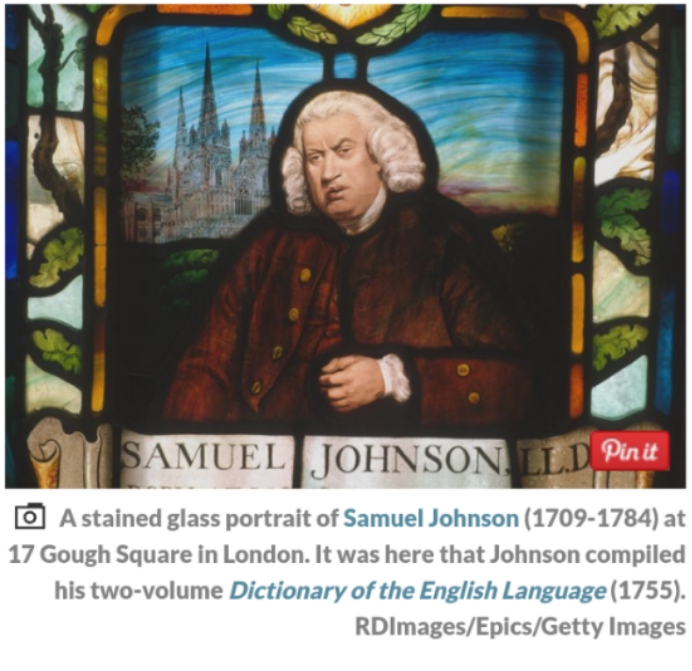 SAMUEL JOHNSON, LL.D
Pin it
A stained glass portrait of Samuel Johnson (1709-1784) at
17 Gough Square in London. It was here that Johnson compiled
his two-volume Dictionary of the English Language (1755).
RDImages/Epics/Getty Images